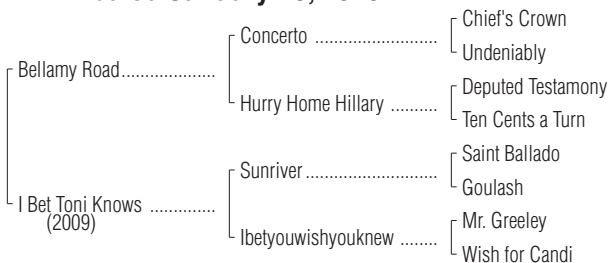 Chief's Crown
Concerto ........................
Undeniably
Bellamy Road...................
Deputed Testamony
Hurry Home Hillary ..........
Ten Cents a Turn
Saint Ballado
Sunriver..........................
Goulash
I Bet Toni Knows .............
(2009)
Mr. Greeley
Ibetyouwishyouknew ........
Wish for Candi